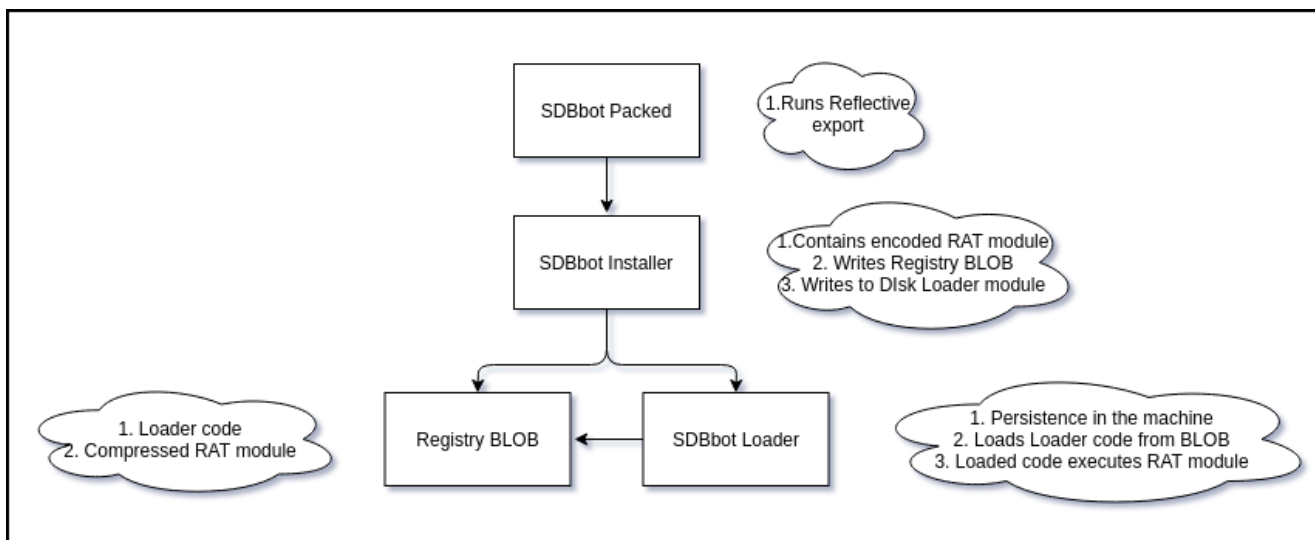 SDBbot Packed
1.Runs Reflective
export
SDBbot Installer
1.Contains encoded RAT module
2. Writes Registry BLOB
3. Writes to DIsk Loader module
1. Loader code
2. Compressed RAT module
Registry BLOB
SDBbot Loader
1. Persistence in the machine
2. Loads Loader code from BLOB
3. Loaded code executes RAT module